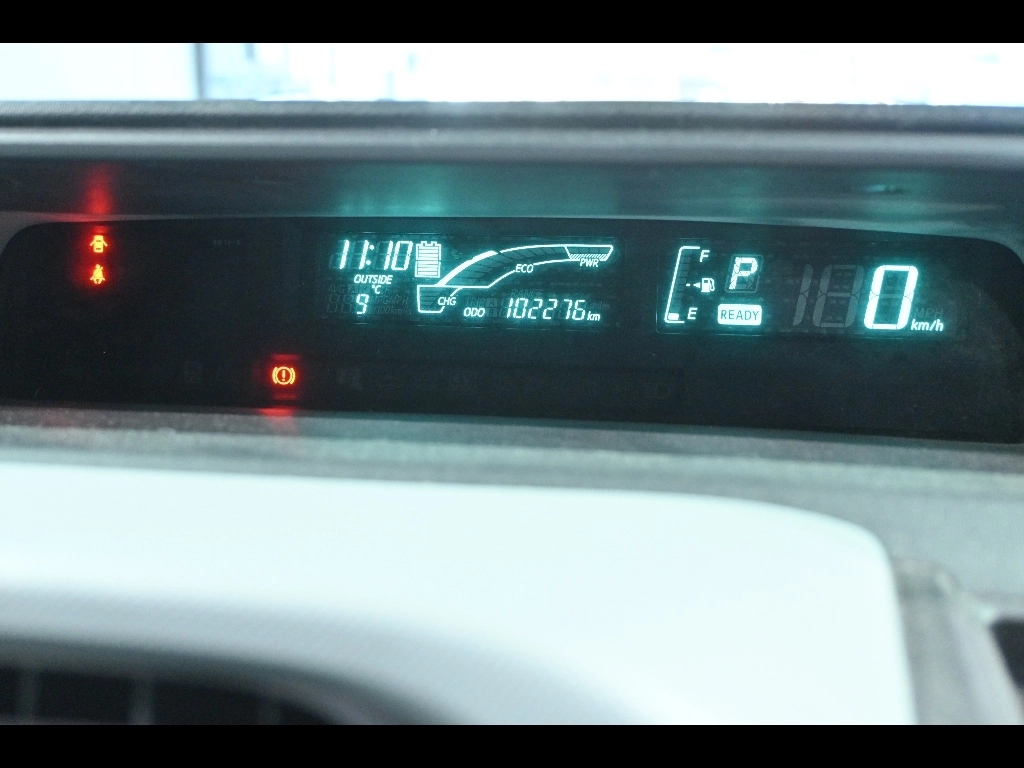 11:10
OUTSIDE
°C
9
ECO
PWR
CHG
ODO 102276 km
F
E
P
READY
0 km/h